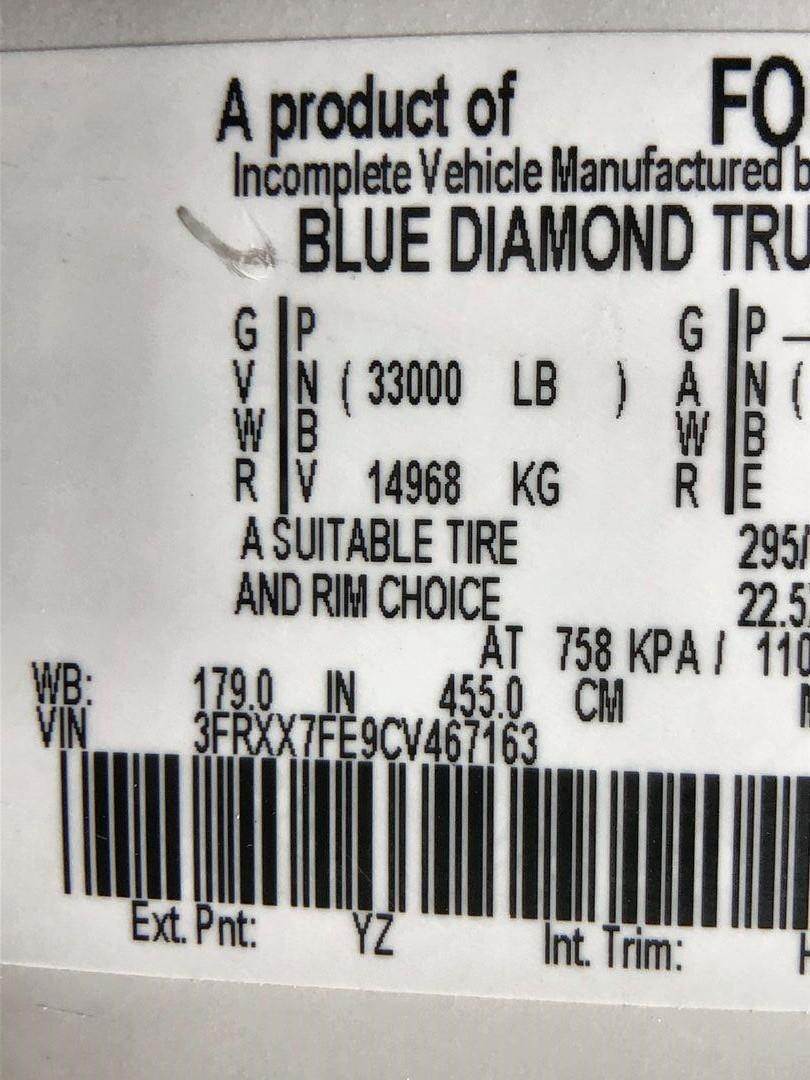 A product of FO
Incomplete Vehicle Manufactured b
BLUE DIAMOND TRU
G P G P
V N ( 33000 LB ) A N (
W B W B
R V 14968 KG R E
A SUITABLE TIRE 295/
AND RIM CHOICE 22.5
AT 758 KPA / 110
WB: 179.0 IN 455.0 CM
VIN 3FRXX7FE9CV467163
Ext. Pnt: YZ Int. Trim: